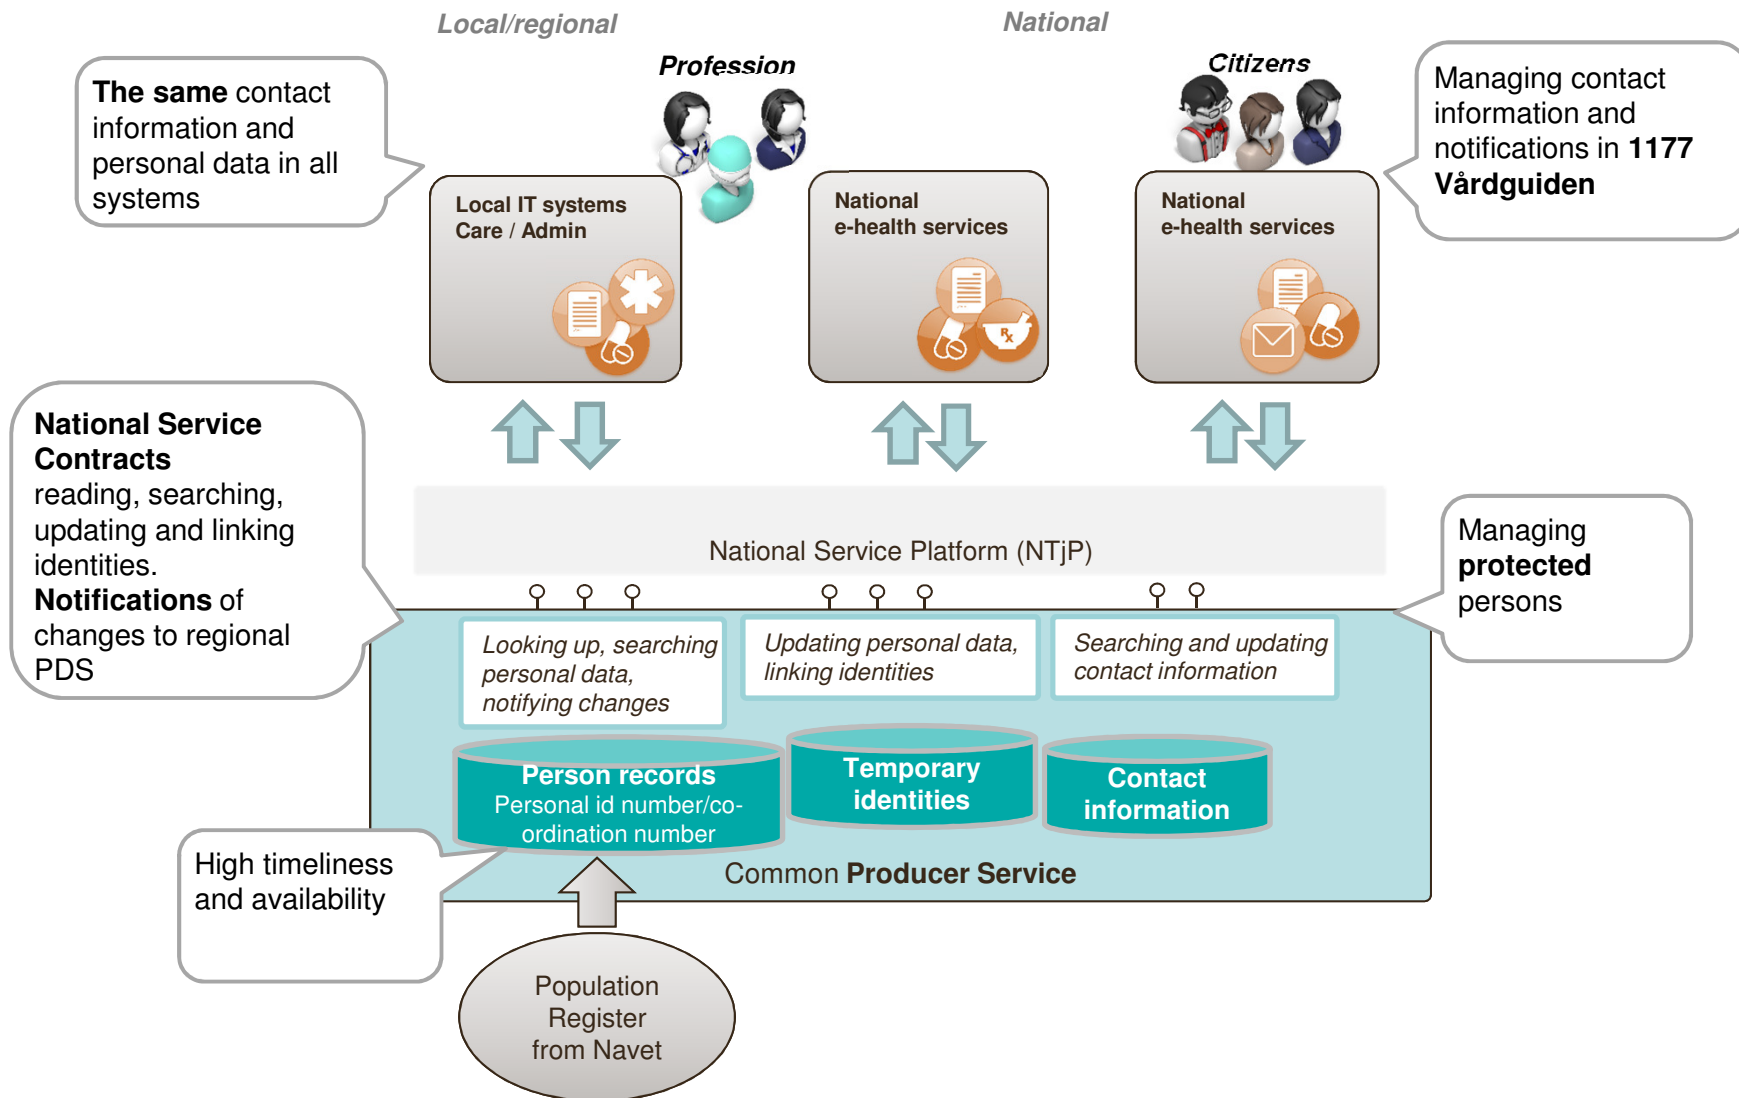 Local/regional
National
Profession
Citizens
The same contact
information and
personal data in all
systems
Managing contact
information and
notifications in 1177
Vårdguiden
Local IT systems
Care / Admin
National
e-health services
National
e-health services
Rx
National Service
Contracts
reading, searching,
updating and linking
identities.
Notifications of
changes to regional
PDS
National Service Platform (NTjP)
Managing
protected
persons
Looking up, searching
personal data,
notifying changes
Updating personal data,
linking identities
Searching and updating
contact information
Person records
Personal id number/co-
ordination number
Temporary
identities
Contact
information
High timeliness
and availability
Common Producer Service
Population
Register
from Navet